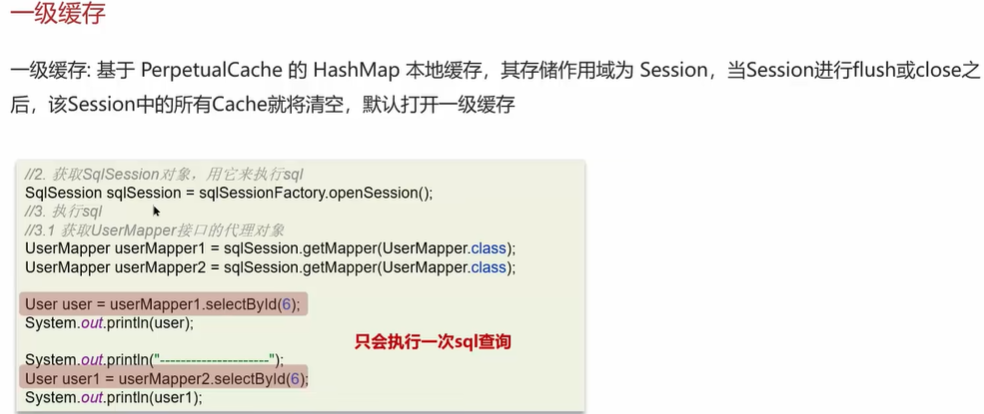 一级缓存
一级缓存: 基于 PerpetualCache 的 HashMap 本地缓存，其存储作用域为 Session，当Session进行flush或close之
后，该Session中的所有Cache就将清空，默认打开一级缓存
//2. 获取SqlSession对象，用它来执行sql
SqlSession sqlSession = sqlSessionFactory.openSession();
//3. 执行sql
//3.1 获取UserMapper接口的代理对象
UserMapper userMapper1 = sqlSession.getMapper(UserMapper.class);
UserMapper userMapper2 = sqlSession.getMapper(UserMapper.class);
User user = userMapper1.selectById(6);
System.out.println(user);
只会执行一次sql查询
System.out.println("---------------------");
User user1 = userMapper2.selectById(6);
System.out.println(user1);